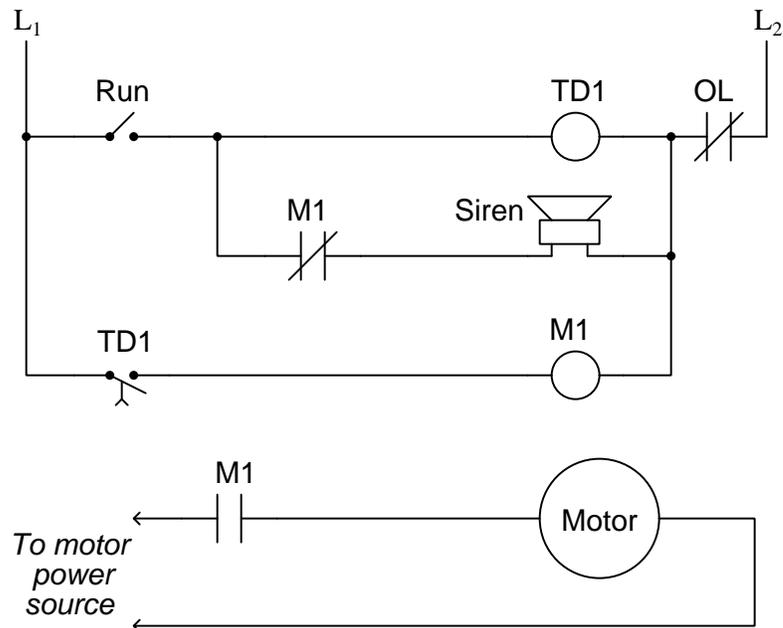 L1
L2
Run
TD1
OL
M1
Siren
TD1
M1
M1
Motor
To motor
power
source